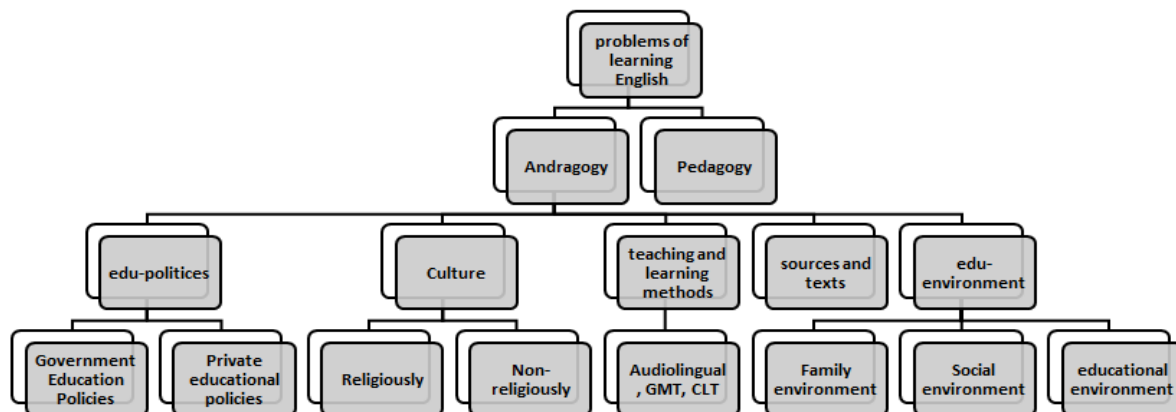 problems of
learning
English
Andragogy
Pedagogy
edu-politices
Culture
teaching and
learning
methods
sources and
texts
edu-
environment
Government
Education
Policies
Private
educational
policies
Religiously
Non-
religiously
Audiolingual
, GMT, CLT
Family
environment
Social
environment
educational
environment